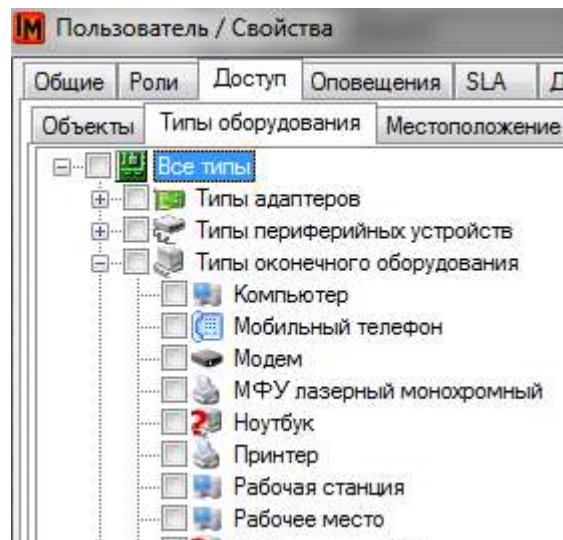 IM Пользователь / Свойства
Общие Роли Доступ Оповещения SLA
Объекты Типы оборудования Местоположение
Все типы
Типы адаптеров
Типы периферийных устройств
Типы оконечного оборудования
Компьютер
Мобильный телефон
Модем
МФУ лазерный монохромный
Ноутбук
Принтер
Рабочая станция
Рабочее место